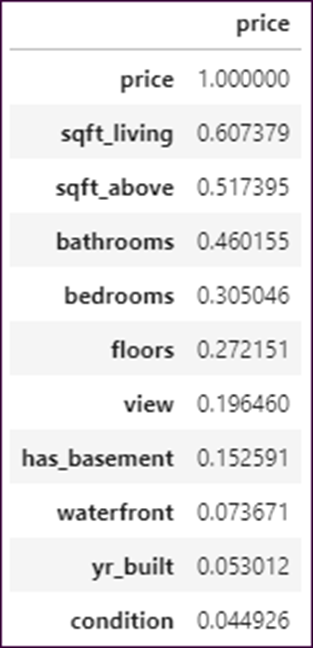 price
price 1.000000
sqft_living 0.607379
sqft_above 0.517395
bathrooms 0.460155
bedrooms 0.305046
floors 0.272151
view 0.196460
has_basement 0.152591
waterfront 0.073671
yr_built 0.053012
condition 0.044926